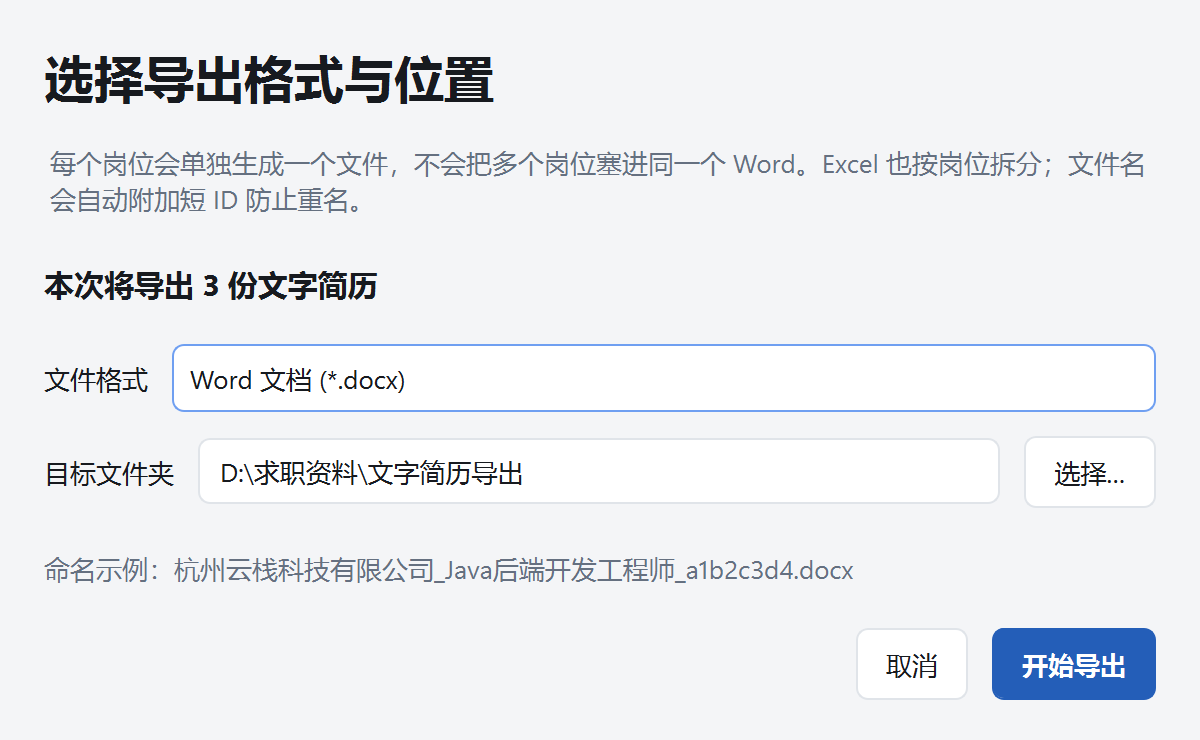 选择导出格式与位置
每个岗位会单独生成一个文件，不会把多个岗位塞进同一个 Word。Excel 也按岗位拆分；文件名
会自动附加短 ID 防止重名。
本次将导出 3 份文字简历
文件格式 Word 文档 (*.docx)
目标文件夹 D:\求职资料\文字简历导出 选择...
命名示例：杭州云栈科技有限公司_Java后端开发工程师_a1b2c3d4.docx
取消 开始导出